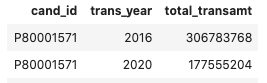 cand_id trans_year total_transamt
P80001571 2016 306783768
P80001571 2020 177555204